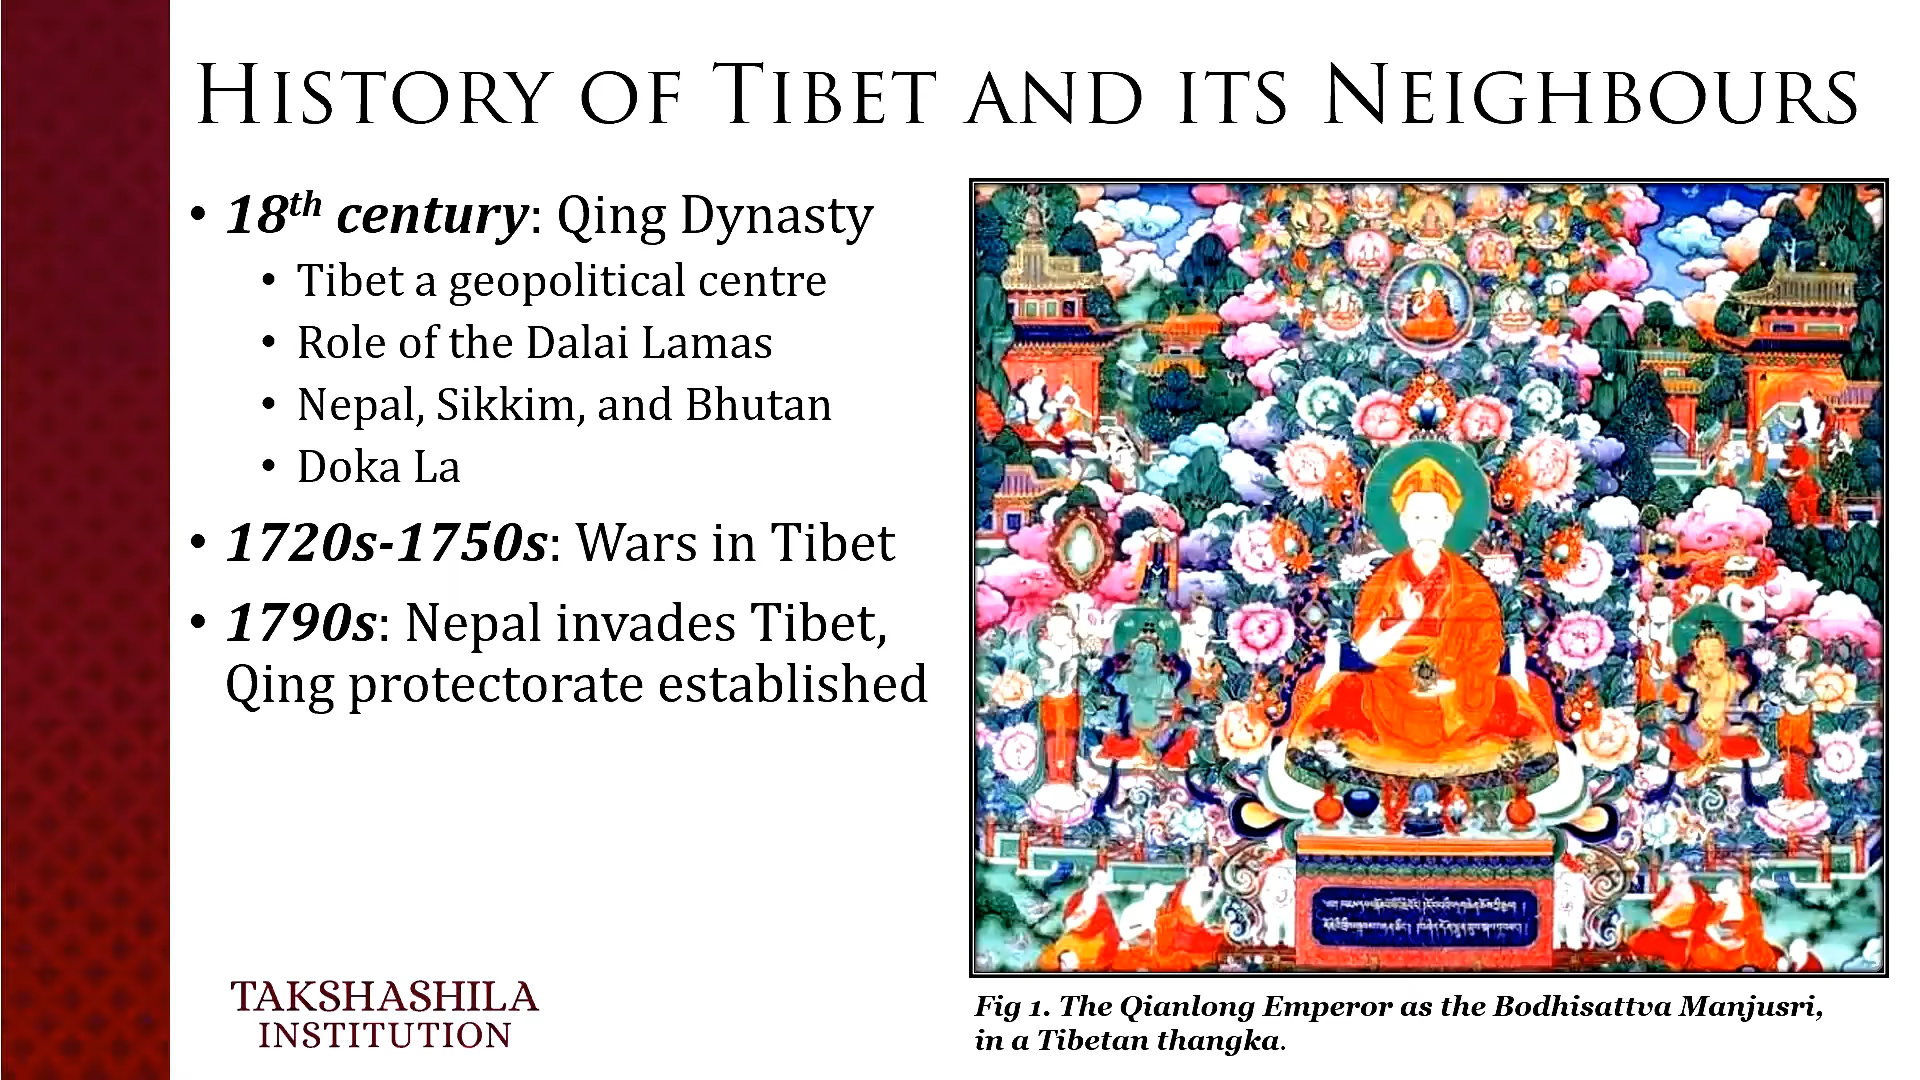 HISTORY OF TIBET AND ITS NEIGHBOURS
• 18th century: Qing Dynasty
• Tibet a geopolitical centre
• Role of the Dalai Lamas
• Nepal, Sikkim, and Bhutan
• Doka La
• 1720s-1750s: Wars in Tibet
• 1790s: Nepal invades Tibet,
Qing protectorate established
TAKSHASHILA
INSTITUTION
Fig 1. The Qianlong Emperor as the Bodhisattva Manjusri,
in a Tibetan thangka.